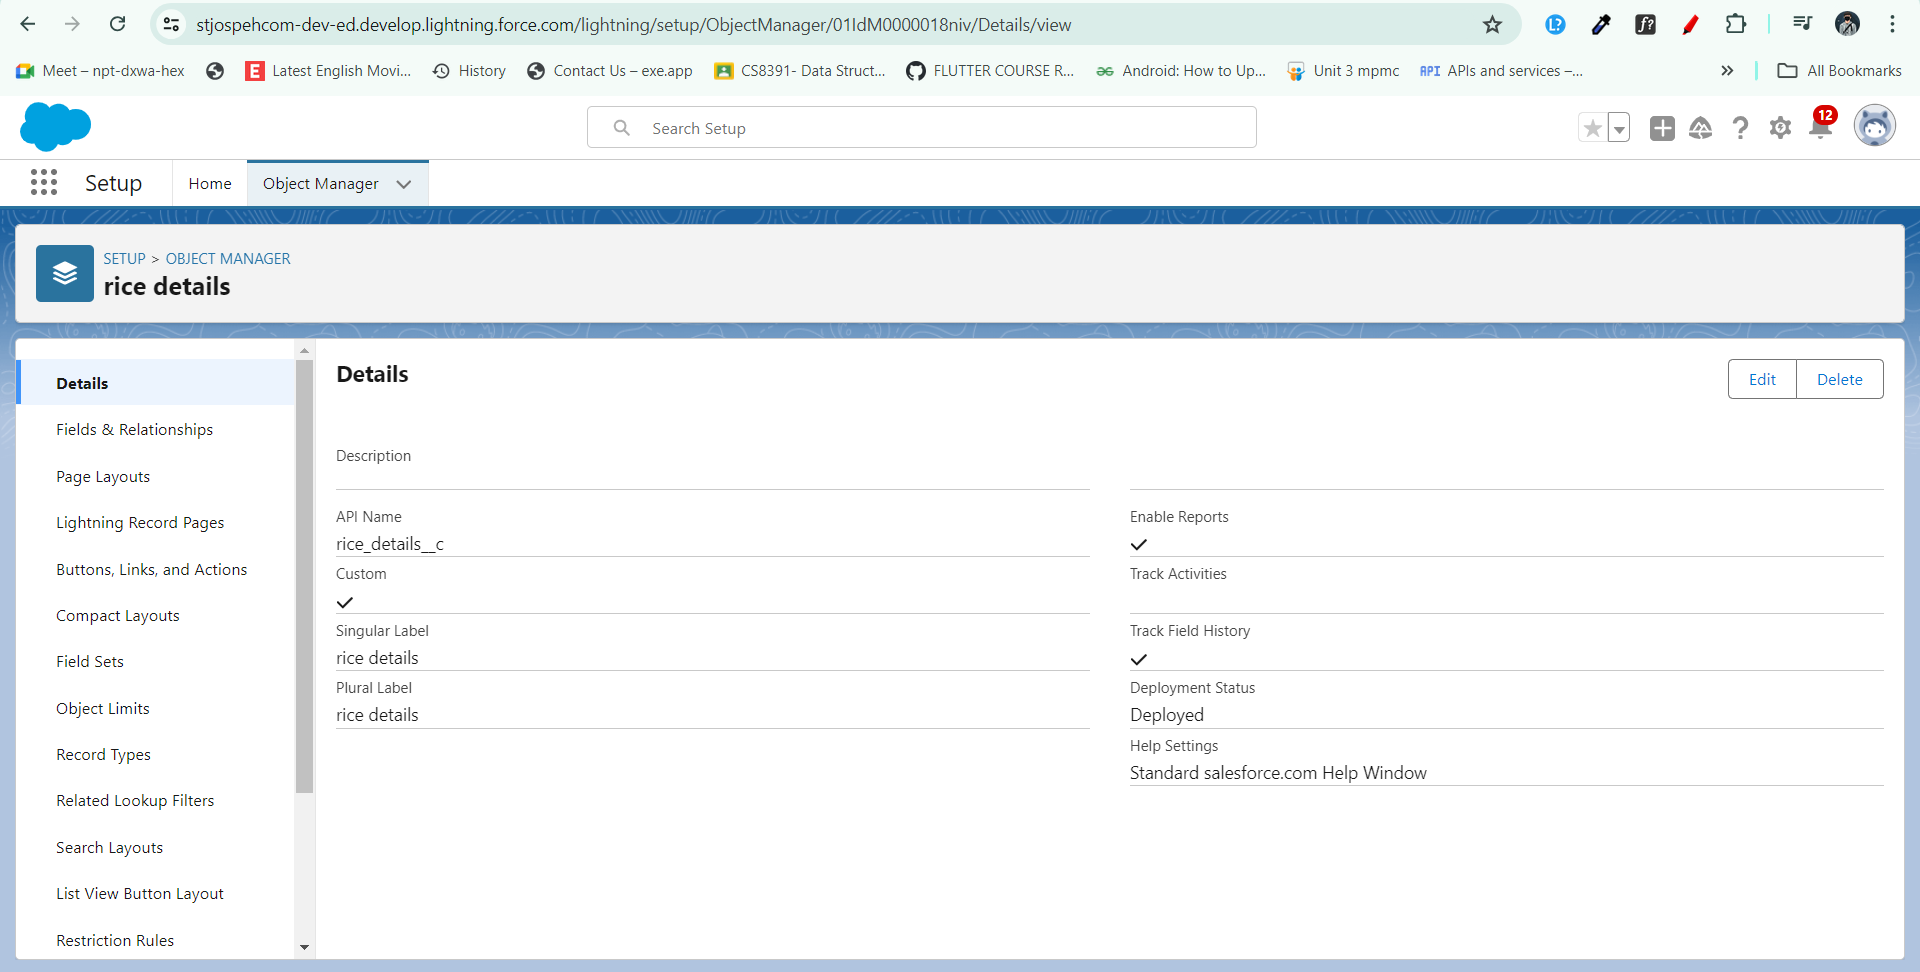 stjospehcom-dev-ed.develop.lightning.force.com/lightning/setup/ObjectManager/01IdM0000018niv/Details/view
Meet – npt-dxwa-hex
E Latest English Movi...
History
Contact Us – exe.app
CS8391- Data Struct...
FLUTTER COURSE R...
Android: How to Up...
Unit 3 mpmc
API APIs and services –...
All Bookmarks
Search Setup
12
Setup
Home
Object Manager
SETUP > OBJECT MANAGER
rice details
Details
Fields & Relationships
Page Layouts
Lightning Record Pages
Buttons, Links, and Actions
Compact Layouts
Field Sets
Object Limits
Record Types
Related Lookup Filters
Search Layouts
List View Button Layout
Restriction Rules
Details
Edit
Delete
Description
API Name
rice_details__c
Custom
Singular Label
rice details
Plural Label
rice details
Enable Reports
Track Activities
Track Field History
Deployment Status
Deployed
Help Settings
Standard salesforce.com Help Window